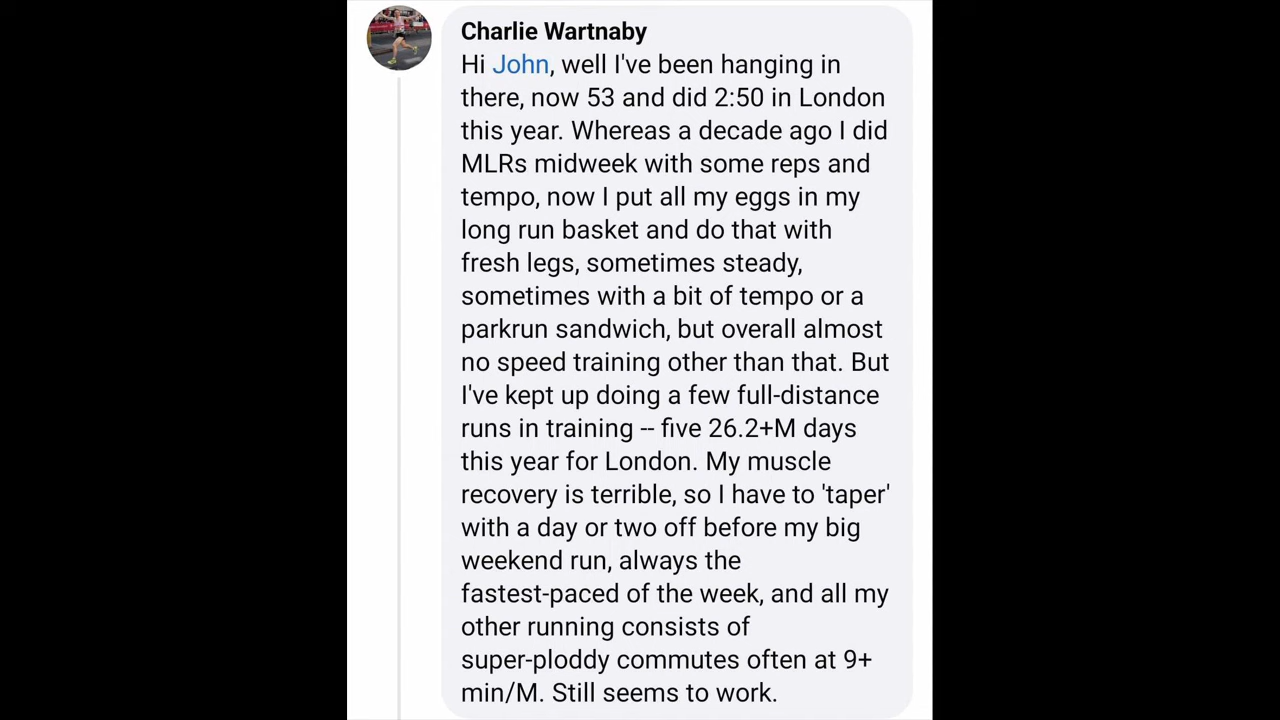 Charlie Wartnaby
Hi John, well I've been hanging in
there, now 53 and did 2:50 in London
this year. Whereas a decade ago I did
MLRs midweek with some reps and
tempo, now I put all my eggs in my
long run basket and do that with
fresh legs, sometimes steady,
sometimes with a bit of tempo or a
parkrun sandwich, but overall almost
no speed training other than that. But
I've kept up doing a few full-distance
runs in training -- five 26.2+M days
this year for London. My muscle
recovery is terrible, so I have to 'taper'
with a day or two off before my big
weekend run, always the
fastest-paced of the week, and all my
other running consists of
super-ploddy commutes often at 9+
min/M. Still seems to work.